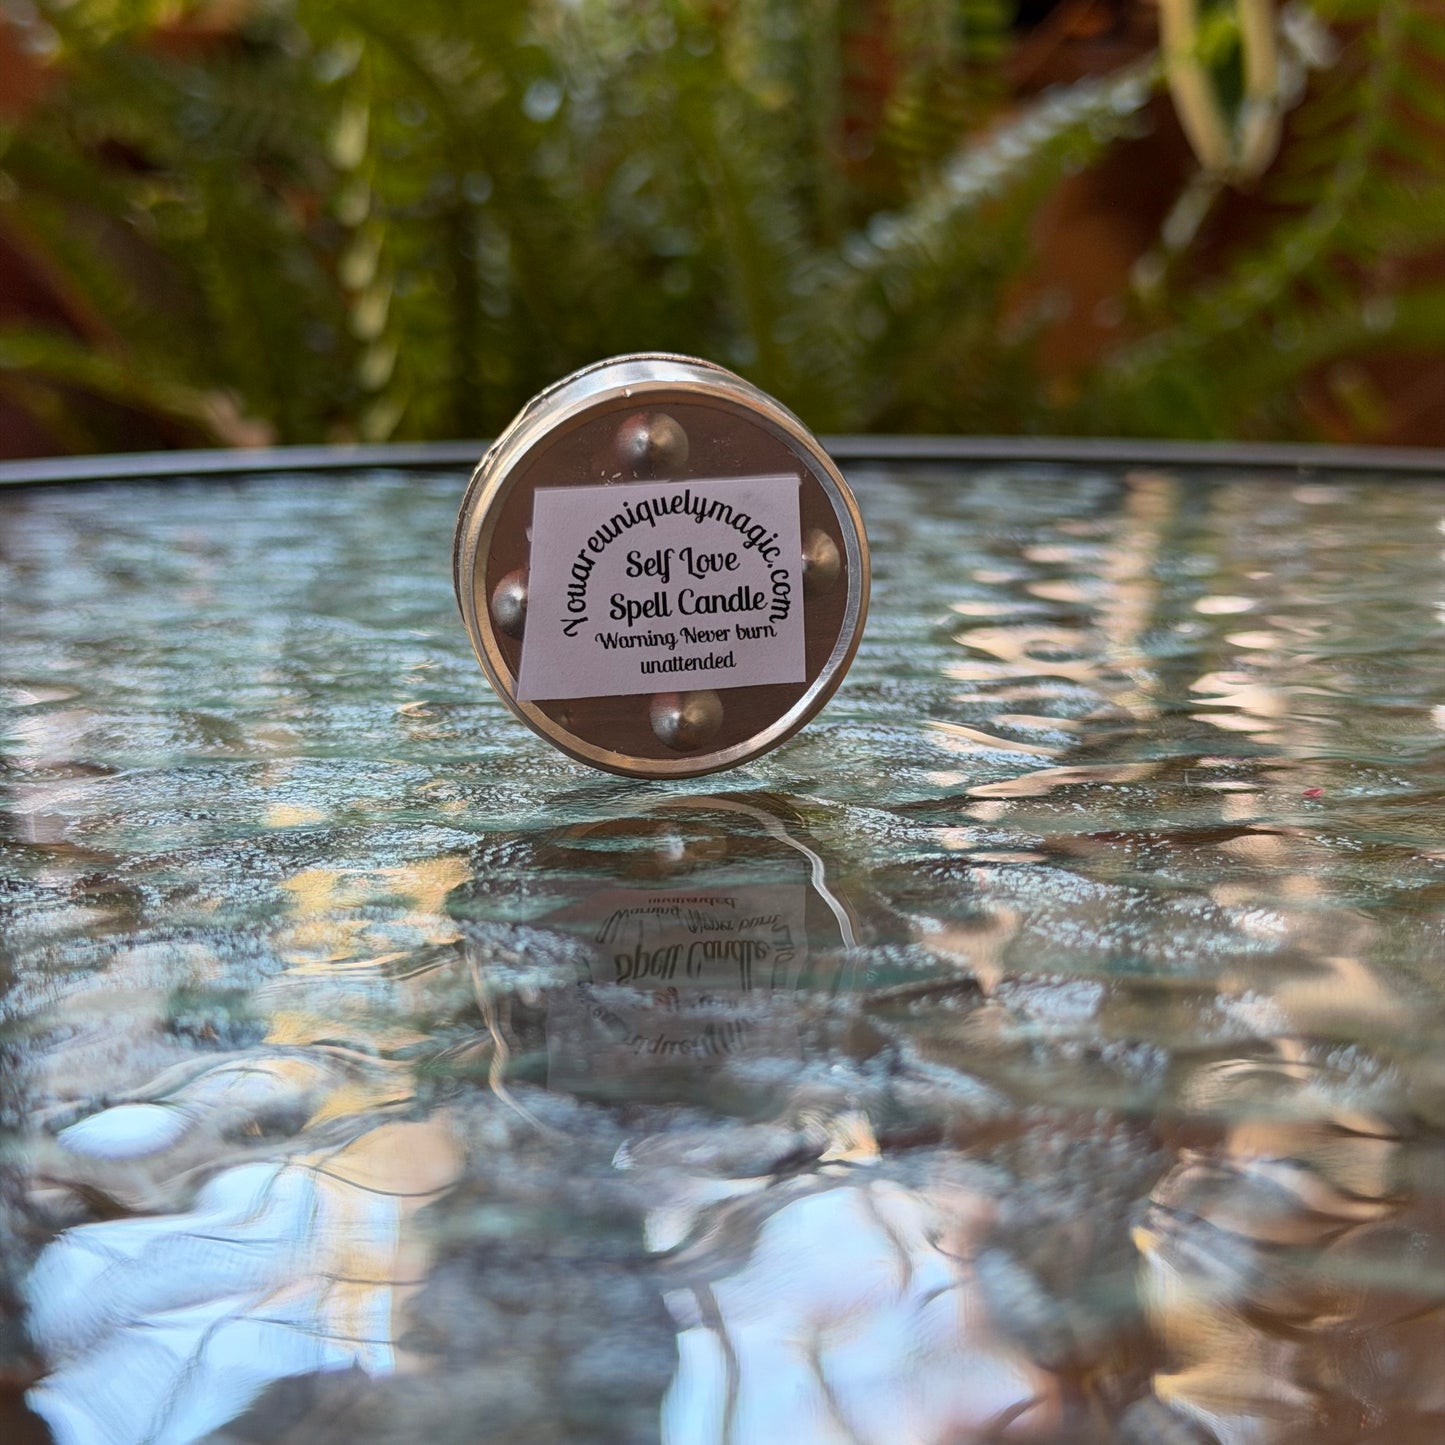 Youareuniquelymagic.com
Self Love
Spell Candle
Warning Never burn
unattended